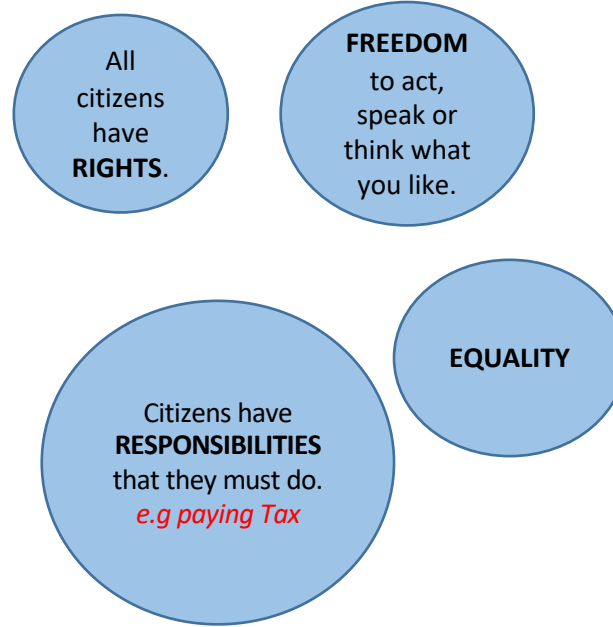 All
citizens
have
RIGHTS.
FREEDOM
to act,
speak or
think what
you like.
EQUALITY
Citizens have
RESPONSIBILITIES
that they must do.
e.g paying Tax